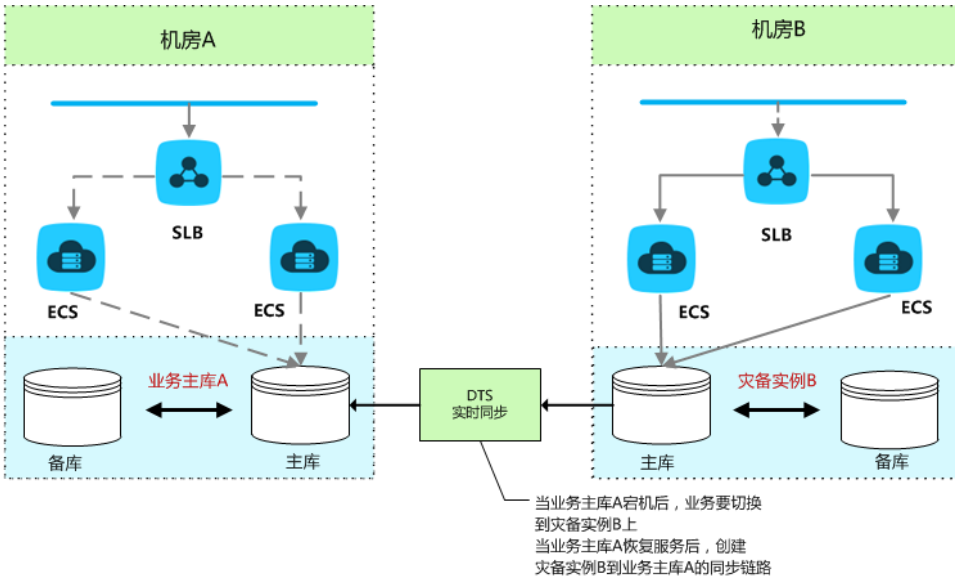 机房A
机房B
SLB
SLB
ECS
ECS
ECS
ECS
业务主库A
灾备实例B
DTS
实时同步
备库
主库
主库
备库
当业务主库A宕机后，业务要切换
到灾备实例B上
当业务主库A恢复服务后，创建
灾备实例B到业务主库A的同步链路